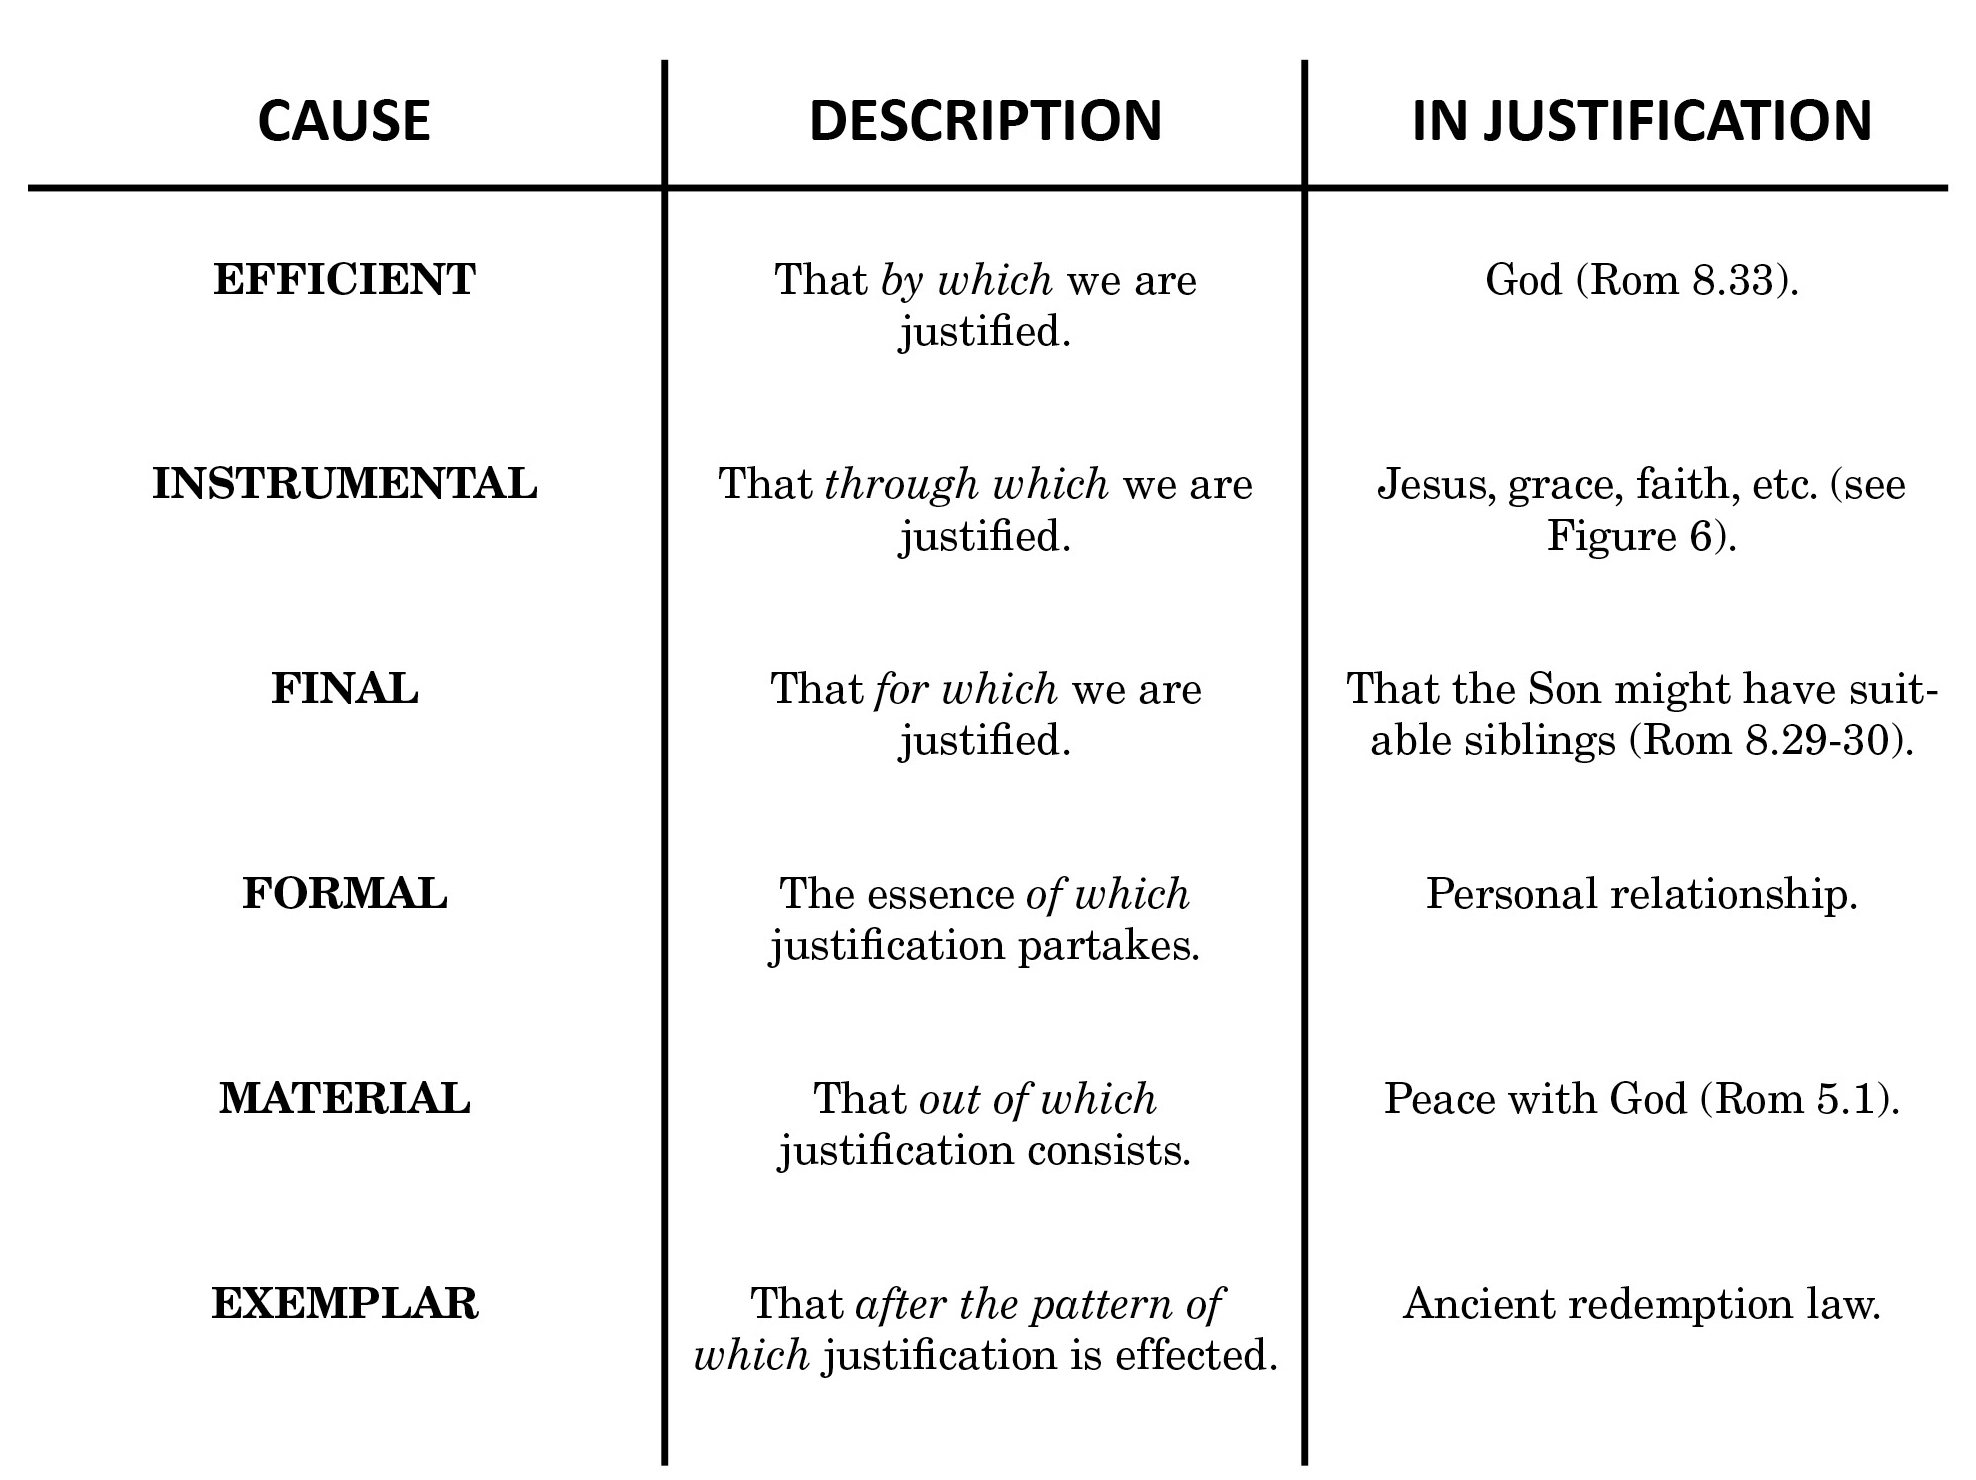 CAUSE DESCRIPTION IN JUSTIFICATION
EFFICIENT That by which we are God (Rom 8.33).
justified.
INSTRUMENTAL That through which we are Jesus, grace, faith, etc. (see
justified. Figure 6).
FINAL That for which we are That the Son might have suit-
justified. able siblings (Rom 8.29-30).
FORMAL The essence of which Personal relationship.
justification partakes.
MATERIAL That out of which Peace with God (Rom 5.1).
justification consists.
EXEMPLAR That after the pattern of Ancient redemption law.
which justification is effected.